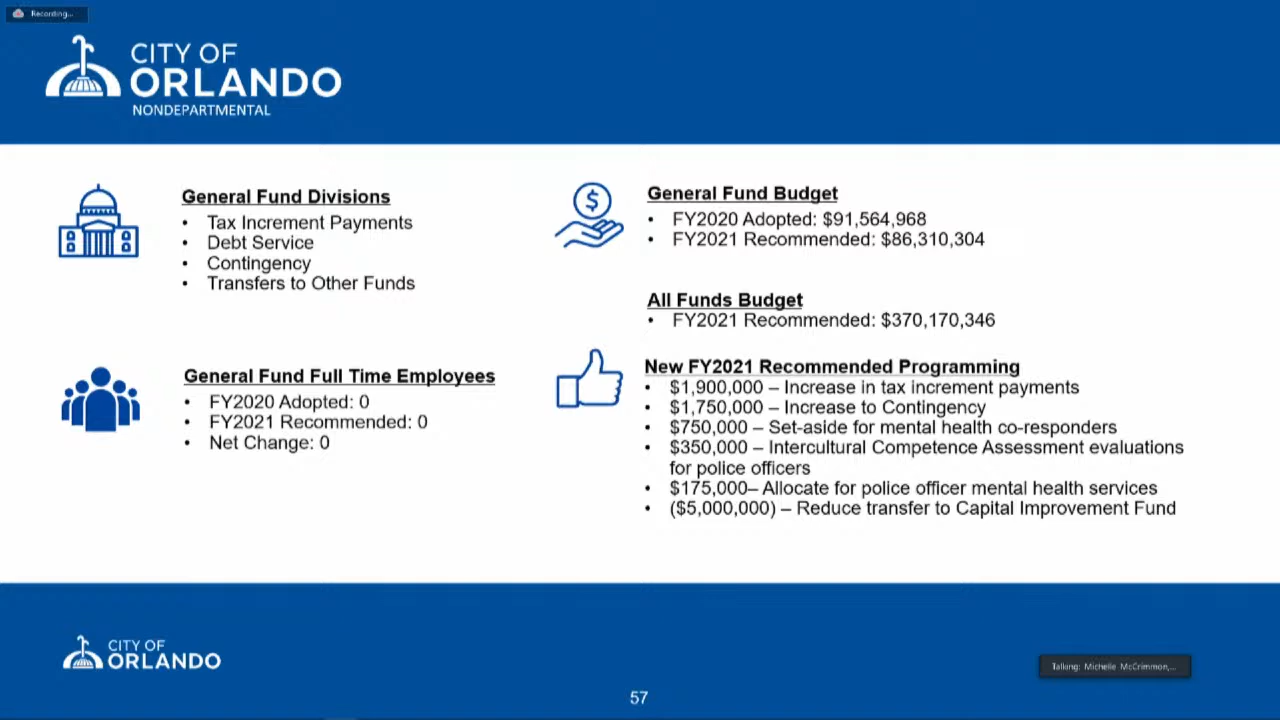 Recording...
CITY OF
ORLANDO
NONDEPARTMENTAL
General Fund Divisions
• Tax Increment Payments
• Debt Service
• Contingency
• Transfers to Other Funds
General Fund Full Time Employees
• FY2020 Adopted: 0
• FY2021 Recommended: 0
• Net Change: 0
$
General Fund Budget
• FY2020 Adopted: $91,564,968
• FY2021 Recommended: $86,310,304
All Funds Budget
• FY2021 Recommended: $370,170,346
New FY2021 Recommended Programming
• $1,900,000 – Increase in tax increment payments
• $1,750,000 – Increase to Contingency
• $750,000 – Set-aside for mental health co-responders
• $350,000 – Intercultural Competence Assessment evaluations
for police officers
• $175,000– Allocate for police officer mental health services
• ($5,000,000) – Reduce transfer to Capital Improvement Fund
CITY OF
ORLANDO
Talking: Michelle McCrimmon,...
57